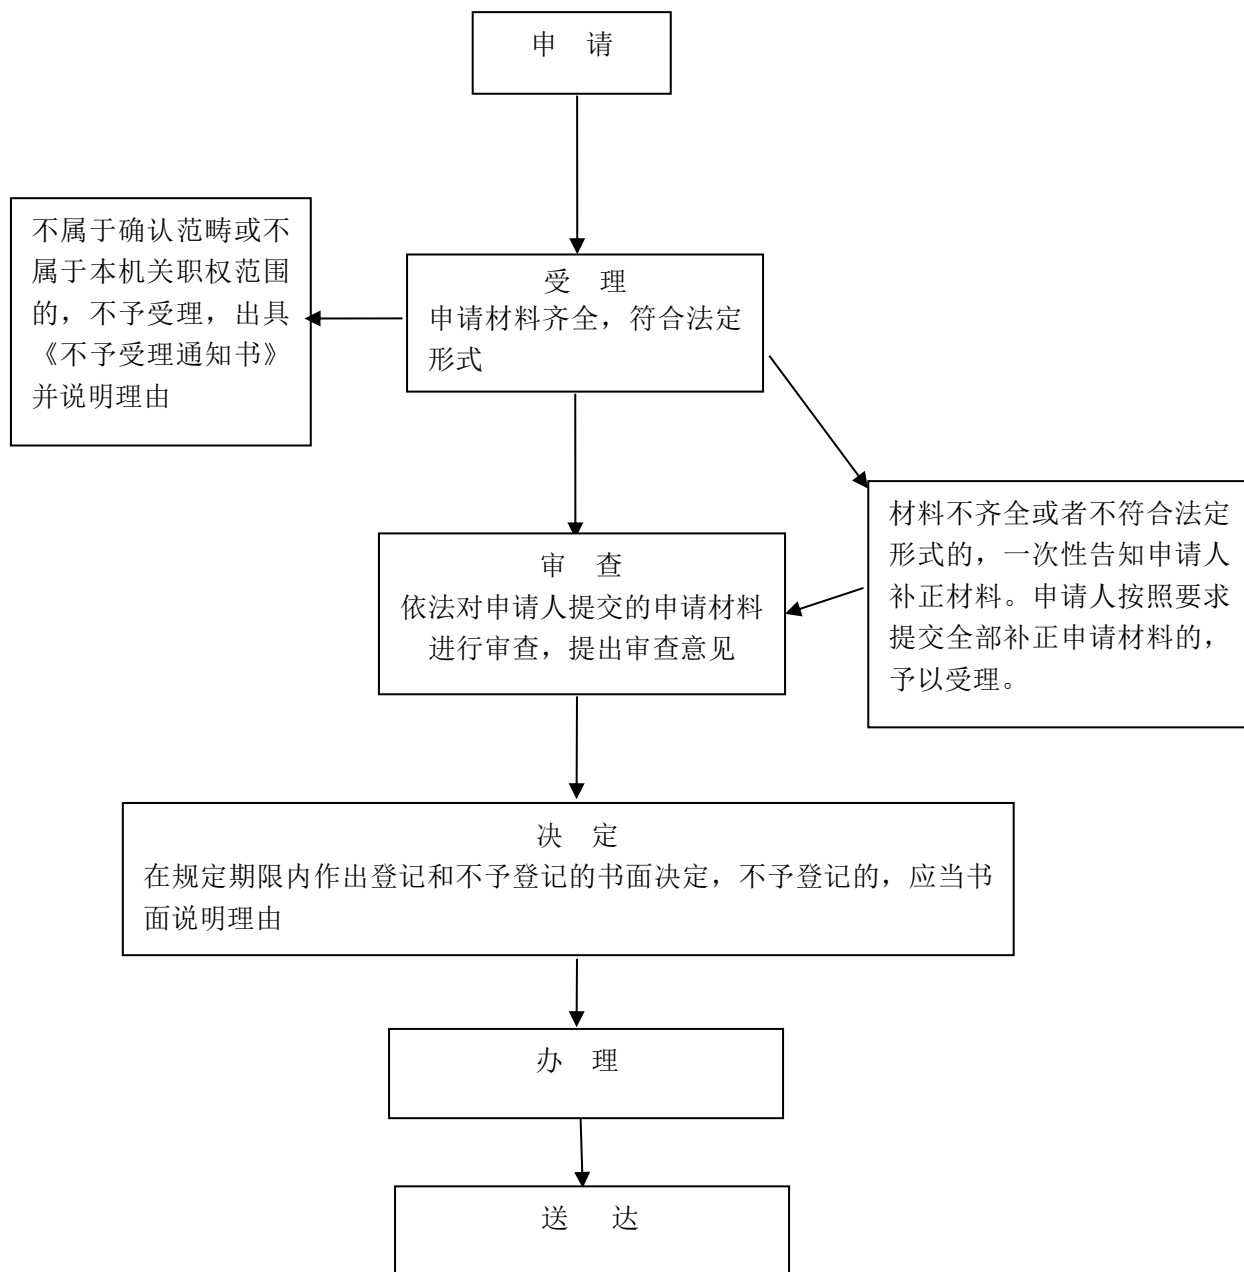 申 请
不属于确认范畴或不
属于本机关职权范围
的，不予受理，出具
《不予受理通知书》
并说明理由
受 理
申请材料齐全，符合法定
形式
材料不齐全或者不符合法定
形式的，一次性告知申请人
补正材料。申请人按照要求
提交全部补正申请材料的，
予以受理。
审 查
依法对申请人提交的申请材料
进行审查，提出审查意见
决 定
在规定期限内作出登记和不予登记的书面决定，不予登记的，应当书
面说明理由
办 理
送 达